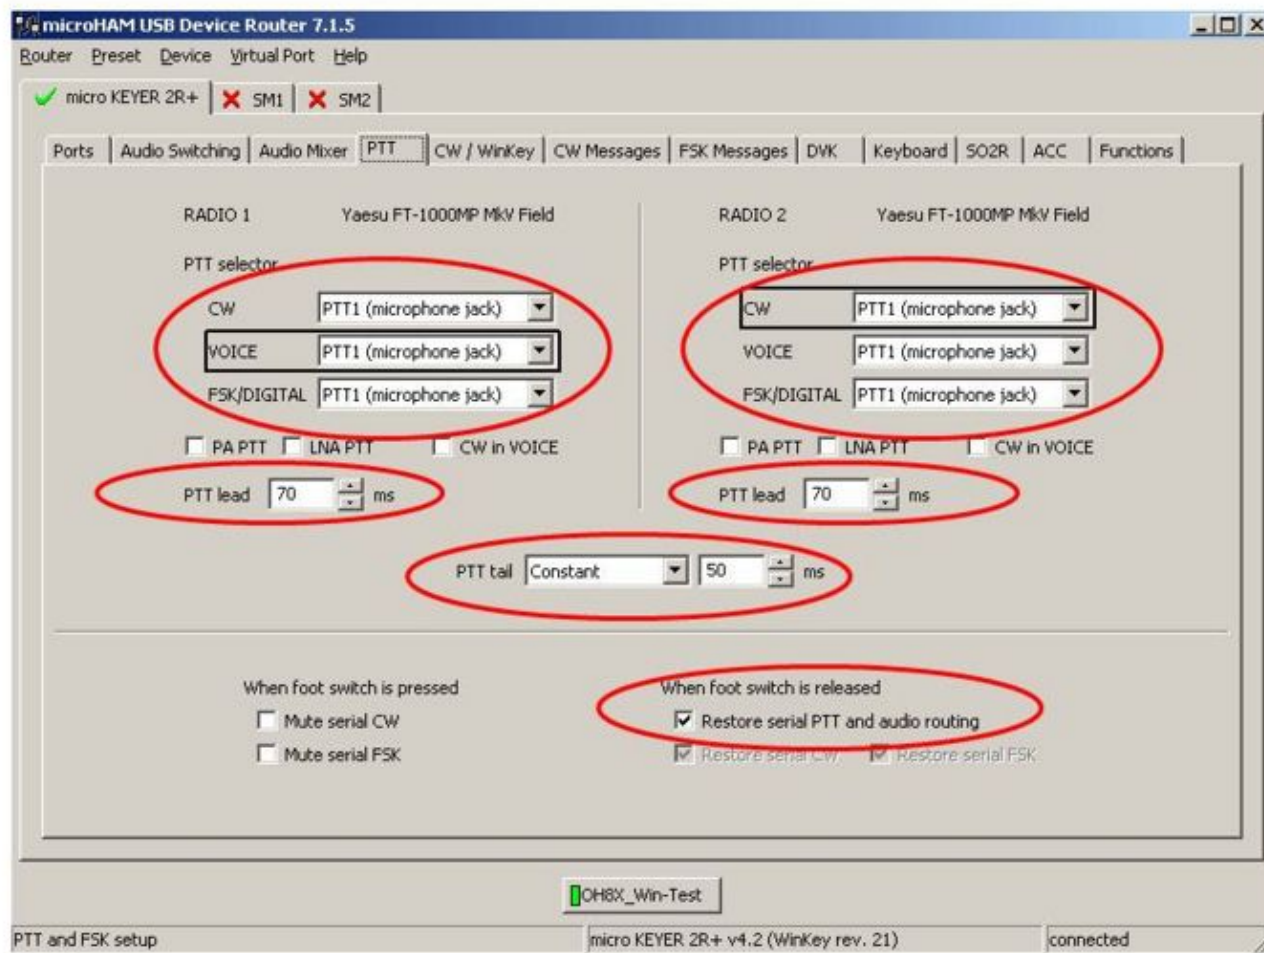 microHAM USB Device Router 7.1.5
Router Preset Device Virtual Port Help
micro KEYER 2R+ SM1 SM2
Ports Audio Switching Audio Mixer PTT CW / WinKey CW Messages FSK Messages DVK Keyboard SO2R ACC Functions
RADIO 1 Yaesu FT-1000MP MkV Field RADIO 2 Yaesu FT-1000MP MkV Field
PTT selector PTT selector
CW PTT1 (microphone jack) CW PTT1 (microphone jack)
VOICE PTT1 (microphone jack) VOICE PTT1 (microphone jack)
FSK/DIGITAL PTT1 (microphone jack) FSK/DIGITAL PTT1 (microphone jack)
PA PTT LNA PTT CW in VOICE PA PTT LNA PTT CW in VOICE
PTT lead 70 ms PTT lead 70 ms
PTT tail Constant 50 ms
When foot switch is pressed When foot switch is released
Mute serial CW Restore serial PTT and audio routing
Mute serial FSK Restore serial CW Restore serial FSK
OH8X_Win-Test
PTT and FSK setup micro KEYER 2R+ v4.2 (WinKey rev. 21) connected